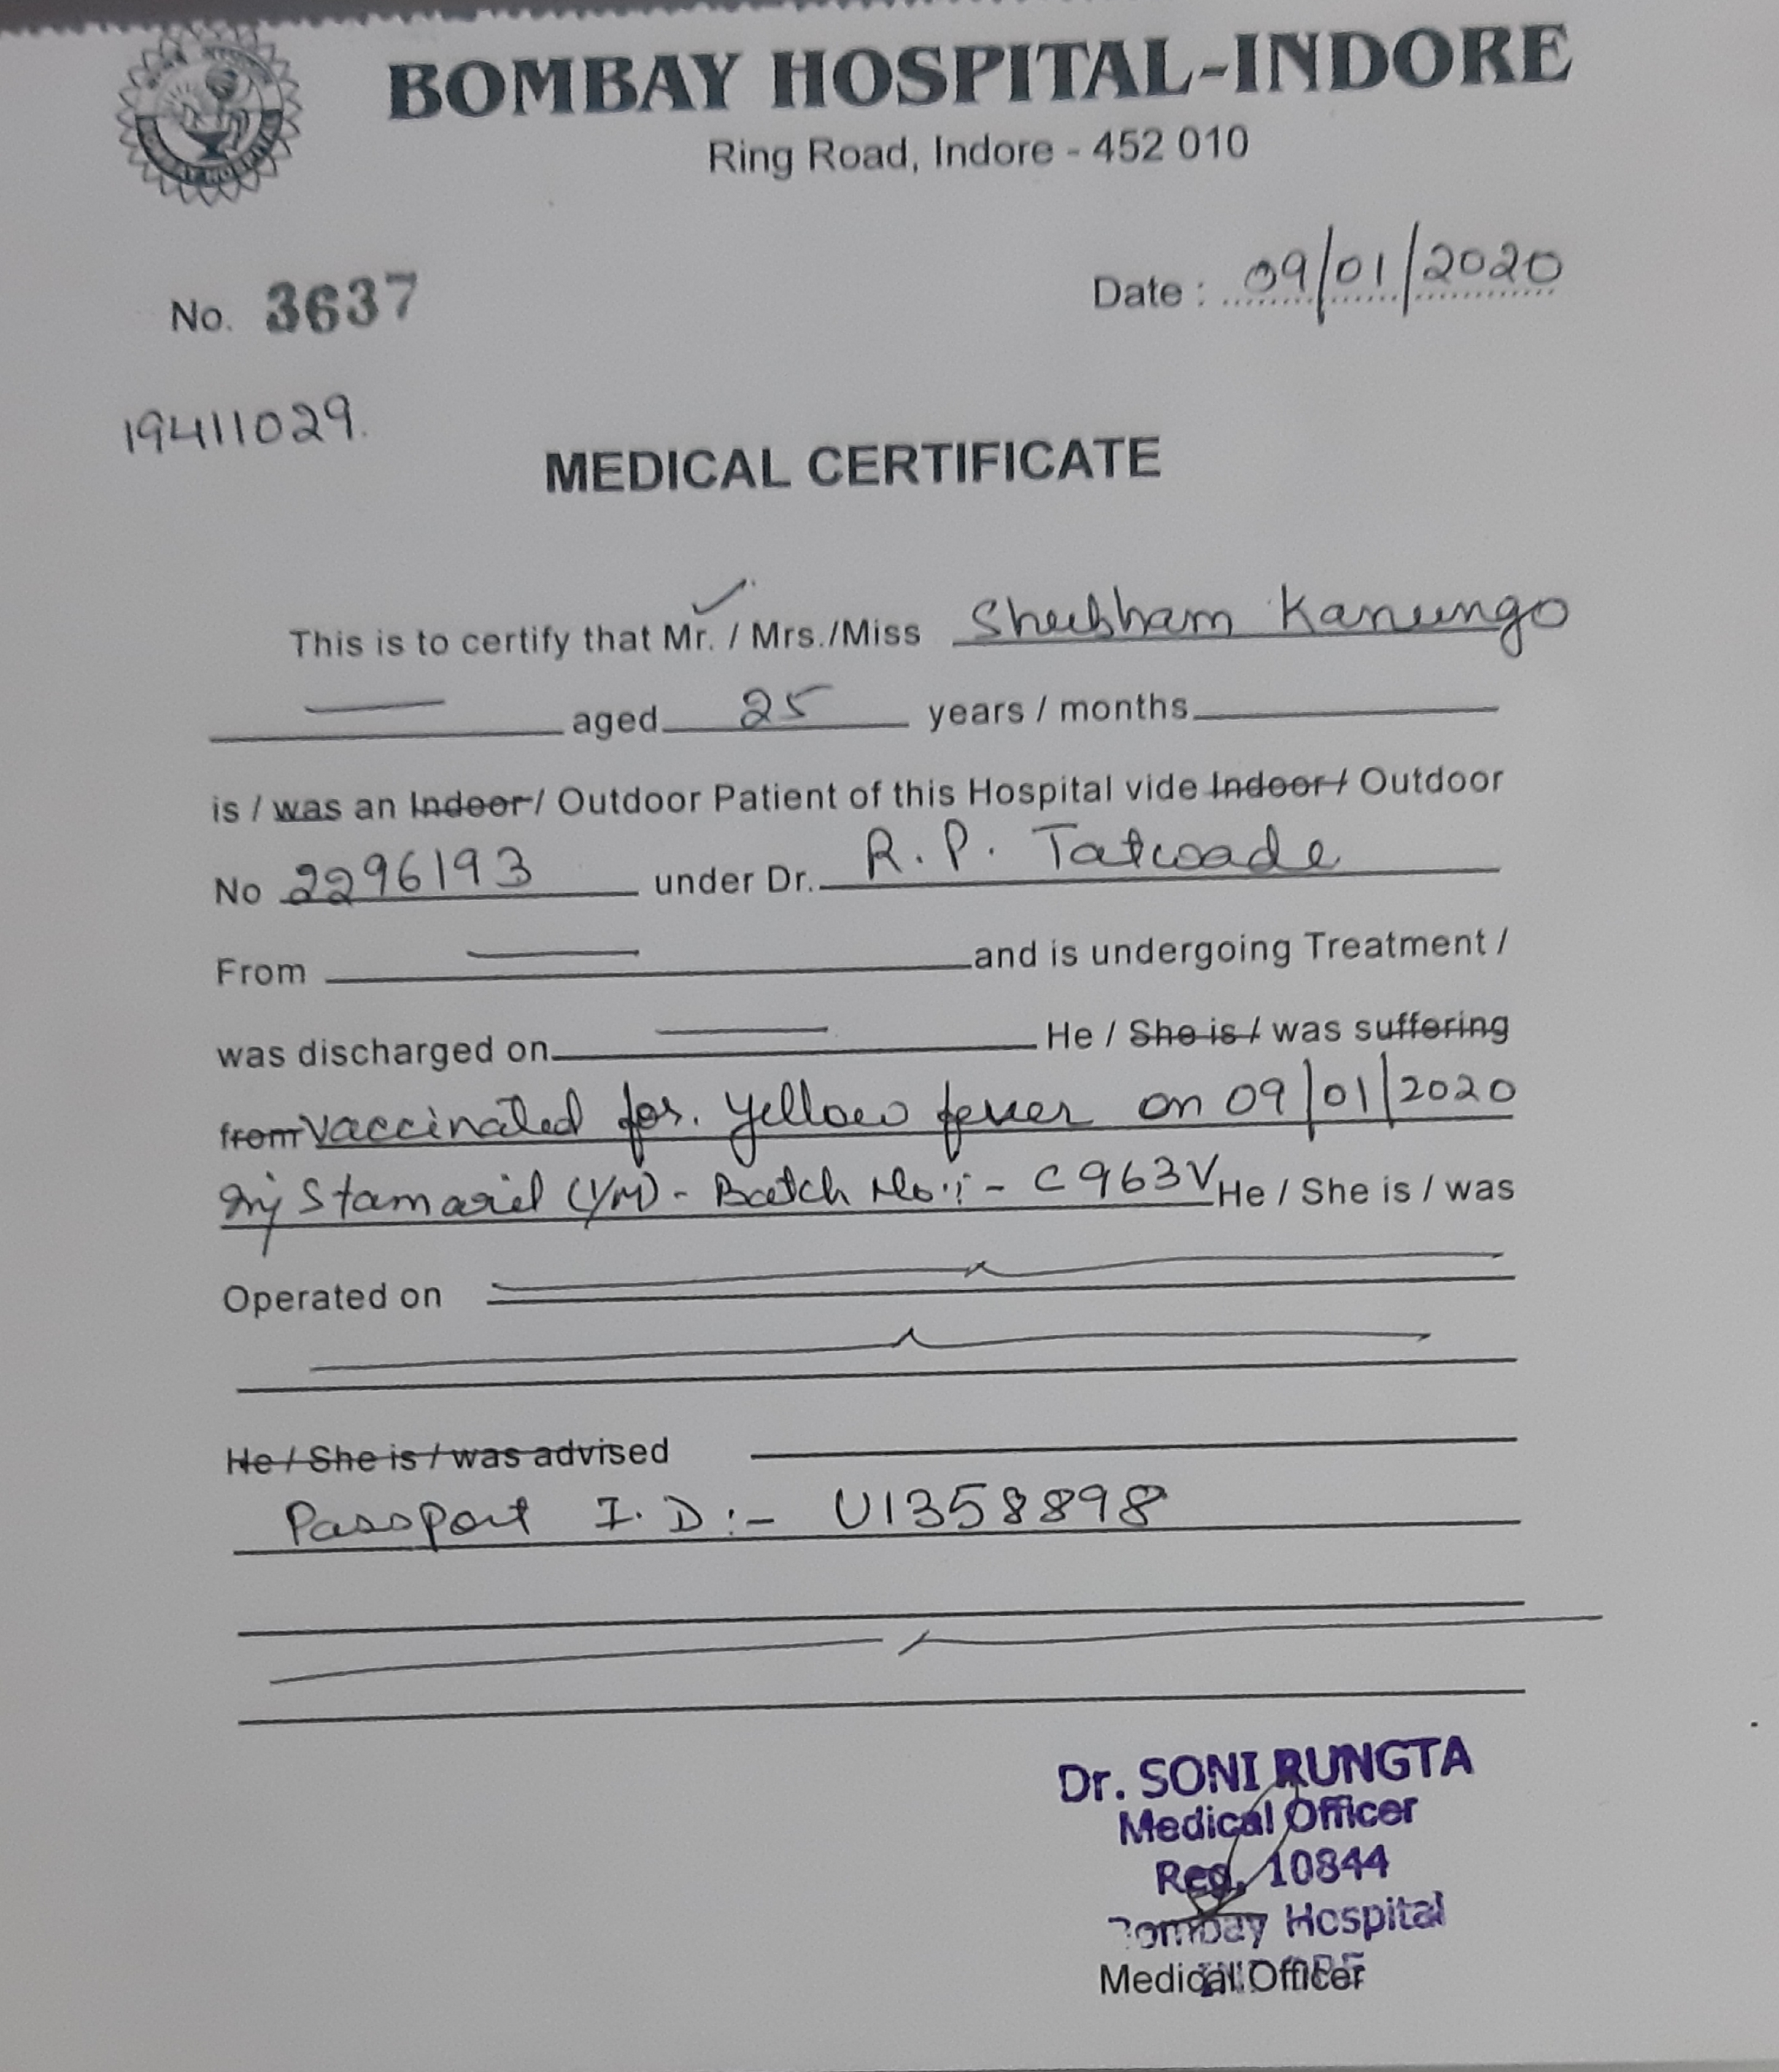 BOMBAY HOSPITAL-INDORE
Ring Road, Indore - 452 010
No. 3637
Date : 09/01/2020
19411029.
MEDICAL CERTIFICATE
This is to certify that Mr. / Mrs./Miss Shubham Kanungo
aged 25 years / months
is / was an Indoor / Outdoor Patient of this Hospital vide Indoor / Outdoor
No 2296193 under Dr. R.P. Tatwade
From and is undergoing Treatment /
was discharged on He / She is / was suffering
from Vaccinated for. Yellow fever on 09/01/2020
Inj Stamaril (I/M) - Batch No:- C963V He / She is / was
Operated on
He / She is / was advised
Passport I.D:- U1358898
Dr. SONI RUNGTA
Medical Officer
Reg. 10844
Bombay Hospital
INDORE
Medical Officer